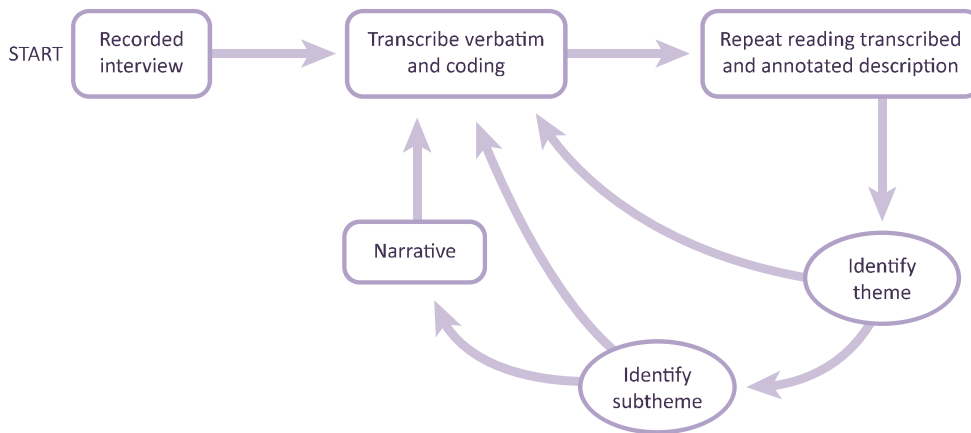 START
Recorded
interview
Transcribe verbatim
and coding
Repeat reading transcribed
and annotated description
Narrative
Identify
theme
Identify
subtheme